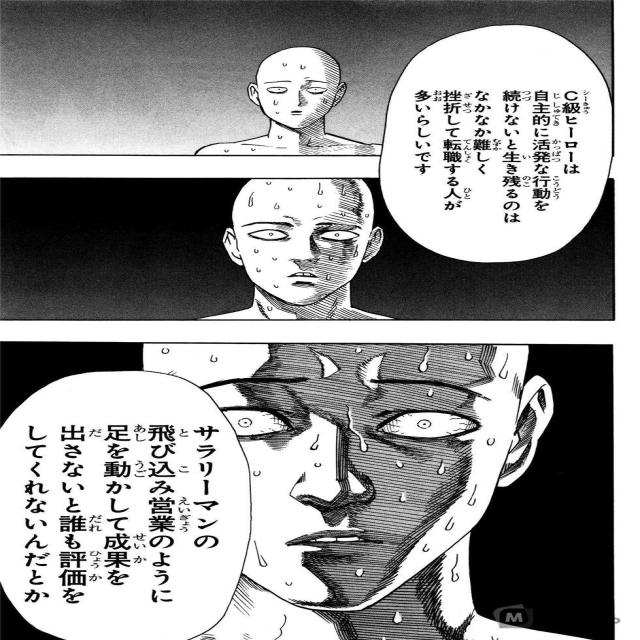 C級ヒーローは
自主的に活発な行動を
続けないと生き残るのは
なかなか難しく
挫折して転職する人が
多いらしいです
サラリーマンの
飛び込み営業のように
足を動かして成果を
出さないと誰も評価を
してくれないんだとか
M